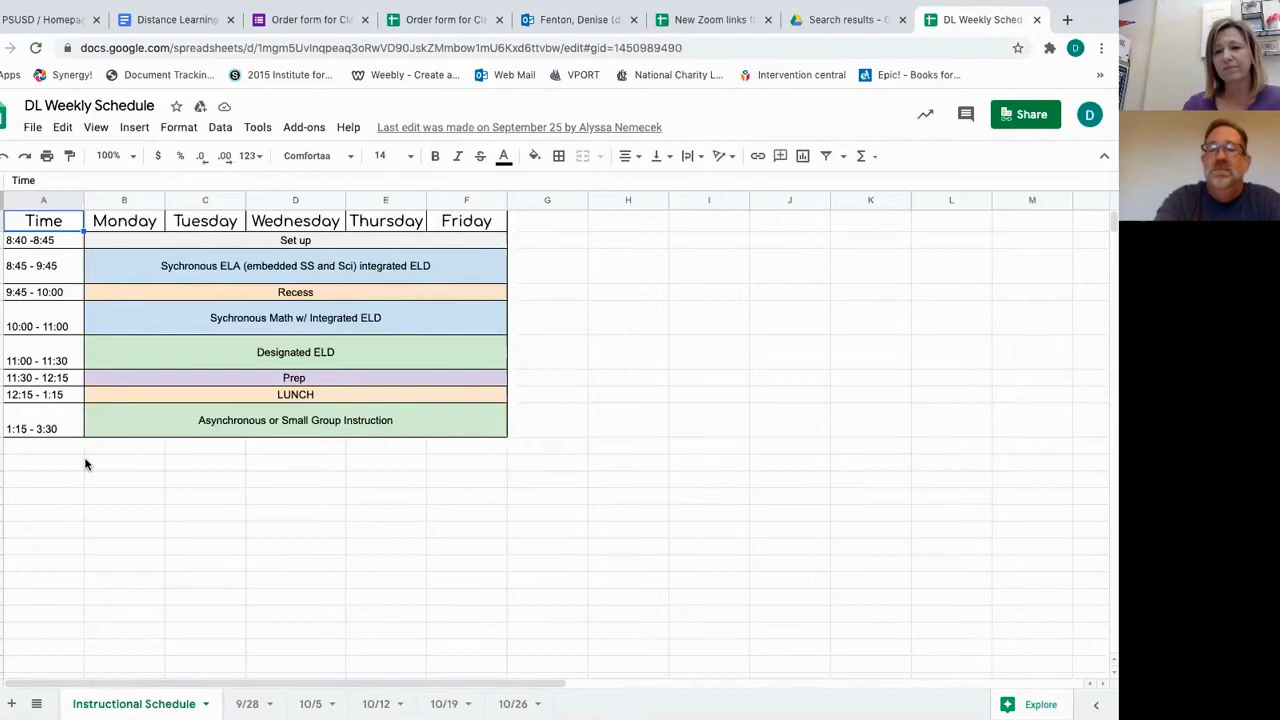 PSUSD / Homepa
Distance Learning
Order form for Cla
Order form for Cla
Fenton, Denise (d
New Zoom links fo
Search results - G
DL Weekly Sched
docs.google.com/spreadsheets/d/1mgm5Uvlnqpeaq3oRwVD90JskZMmbow1mU6Kxd6ttvbw/edit#gid=1450989490
D
Apps
Synergy!
Document Trackin...
2015 Institute for...
Weebly - Create a...
Web Mail
VPORT
National Charity L...
Intervention central
Epic! - Books for...
»
DL Weekly Schedule
Share
D
File Edit View Insert Format Data Tools Add-ons Help Last edit was made on September 25 by Alyssa Nemecek
100% $ % .0 .00 123 Comfortaa 14 B I S A
Time
A B C D E F G H I J K L M
Time Monday Tuesday Wednesday Thursday Friday
8:40 -8:45 Set up
8:45 - 9:45 Sychronous ELA (embedded SS and Sci) integrated ELD
9:45 - 10:00 Recess
10:00 - 11:00 Sychronous Math w/ Integrated ELD
11:00 - 11:30 Designated ELD
11:30 - 12:15 Prep
12:15 - 1:15 LUNCH
1:15 - 3:30 Asynchronous or Small Group Instruction
Instructional Schedule 9/28 10/5 10/12 10/19 10/26 Explore